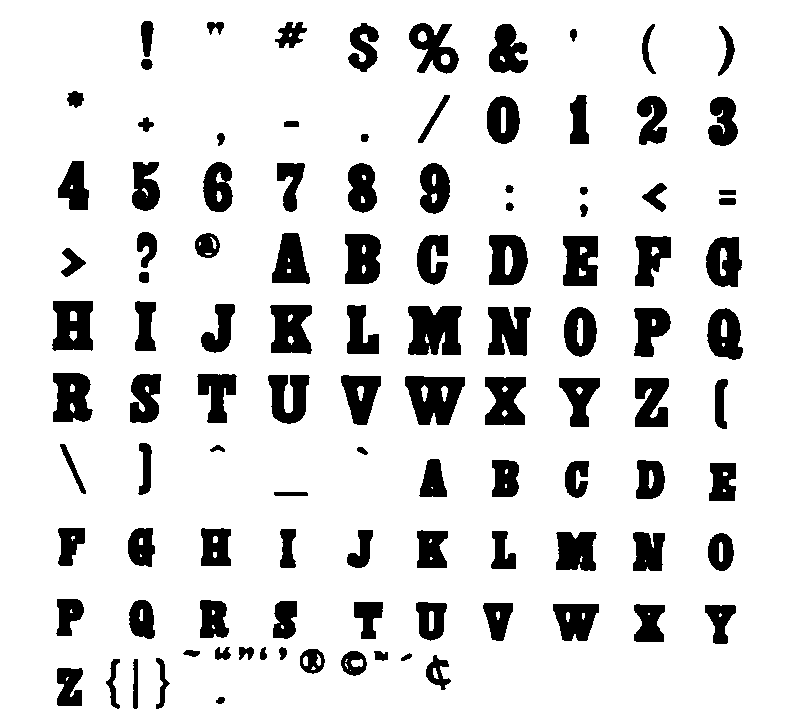 ! " # $ % & ' ( )
* + , - . / 0 1 2 3
4 5 6 7 8 9 : ; < =
> ? @ A B C D E F G
H I J K L M N O P Q
R S T U V W X Y Z [
\ ] ^ _ ` A B C D E
F G H I J K L M N O
P Q R S T U V W X Y
Z { | } ~ . “ ” ‘ ’ ® © ™ ´ ¢